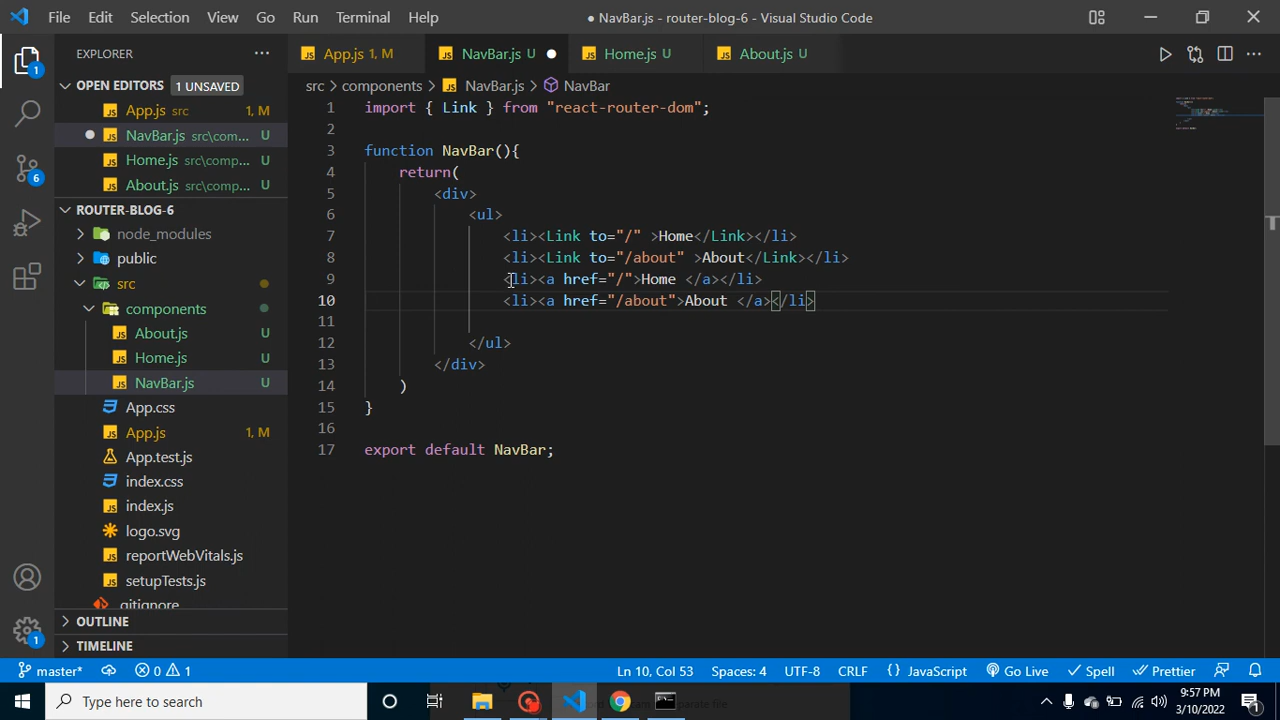 File Edit Selection View Go Run Terminal Help
● NavBar.js - router-blog-6 - Visual Studio Code
EXPLORER
App.js 1, M
NavBar.js U
Home.js U
About.js U
OPEN EDITORS 1 UNSAVED
src > components > NavBar.js > NavBar
App.js src 1, M
NavBar.js src\com... U
Home.js src\comp... U
About.js src\comp... U
ROUTER-BLOG-6
node_modules
public
src
components
About.js U
Home.js U
NavBar.js U
App.css
App.js 1, M
App.test.js
index.css
index.js
logo.svg
reportWebVitals.js
setupTests.js
.gitignore
OUTLINE
TIMELINE
1
6
1
1 import { Link } from "react-router-dom";
2
3 function NavBar(){
4 return(
5 <div>
6 <ul>
7 <li><Link to="/" >Home</Link></li>
8 <li><Link to="/about" >About</Link></li>
9 <li><a href="/">Home </a></li>
10 <li><a href="/about">About </a></li>
11
12 </ul>
13 </div>
14 )
15 }
16
17 export default NavBar;
master* 0 1
Ln 10, Col 53 Spaces: 4 UTF-8 CRLF { } JavaScript Go Live Spell Prettier
Type here to search
9:57 PM
3/10/2022
1